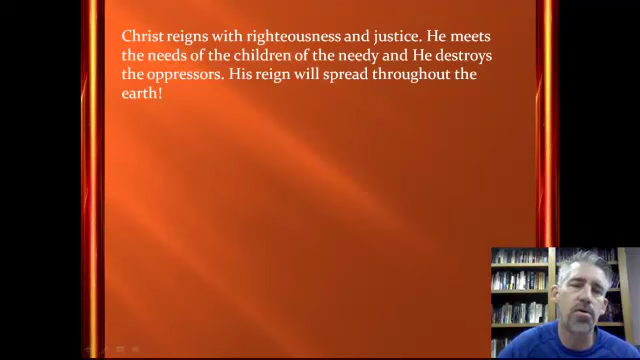 Christ reigns with righteousness and justice. He meets
the needs of the children of the needy and He destroys
the oppressors. His reign will spread throughout the
earth!